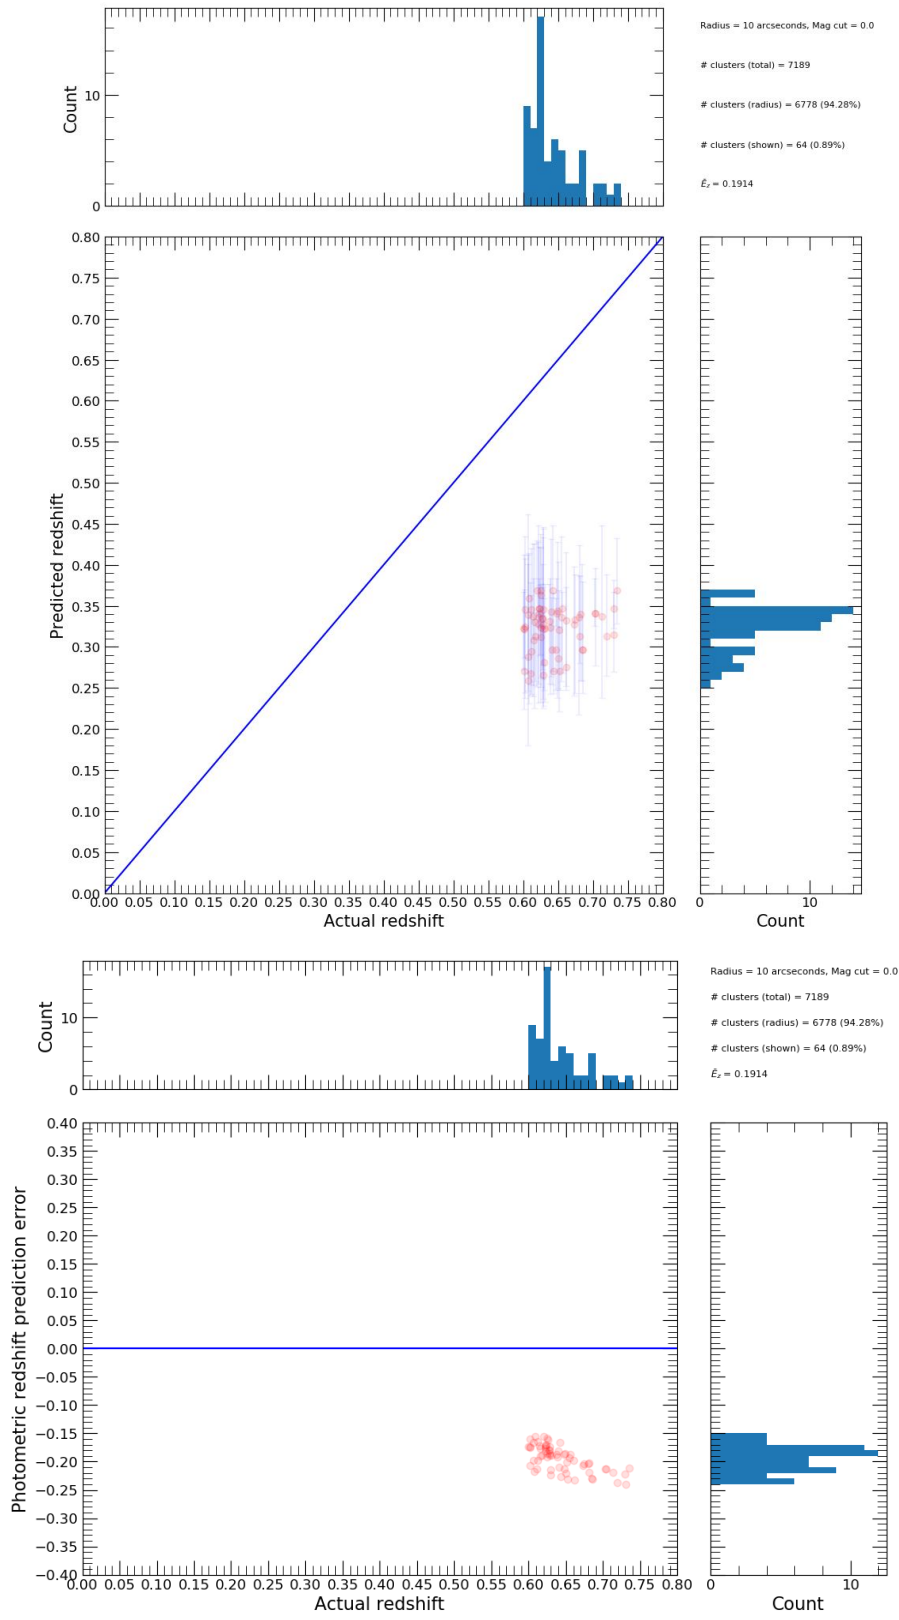 Radius = 10 arcseconds, Mag cut = 0.0
# clusters (total) = 7189
# clusters (radius) = 6778 (94.28%)
# clusters (shown) = 64 (0.89%)
Ēz = 0.1914
Count
10
0
0.80
0.75
0.70
0.65
0.60
0.55
0.50
0.45
0.40
0.35
0.30
0.25
0.20
0.15
0.10
0.05
0.00
Predicted redshift
0.00 0.05 0.10 0.15 0.20 0.25 0.30 0.35 0.40 0.45 0.50 0.55 0.60 0.65 0.70 0.75 0.80
Actual redshift
0 10
Count
Radius = 10 arcseconds, Mag cut = 0.0
# clusters (total) = 7189
# clusters (radius) = 6778 (94.28%)
# clusters (shown) = 64 (0.89%)
Ēz = 0.1914
Count
10
0
0.40
0.35
0.30
0.25
0.20
0.15
0.10
0.05
0.00
−0.05
−0.10
−0.15
−0.20
−0.25
−0.30
−0.35
−0.40
Photometric redshift prediction error
0.00 0.05 0.10 0.15 0.20 0.25 0.30 0.35 0.40 0.45 0.50 0.55 0.60 0.65 0.70 0.75 0.80
Actual redshift
0 10
Count